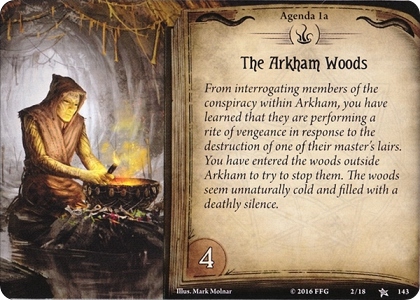 Agenda 1a
The Arkham Woods
From interrogating members of the
conspiracy within Arkham, you have
learned that they are performing a
rite of vengeance in response to the
destruction of one of their master's lairs.
You have entered the woods outside
Arkham to try to stop them. The woods
seem unnaturally cold and filled with a
deathly silence.
4
Illus. Mark Molnar © 2016 FFG 2/18 143